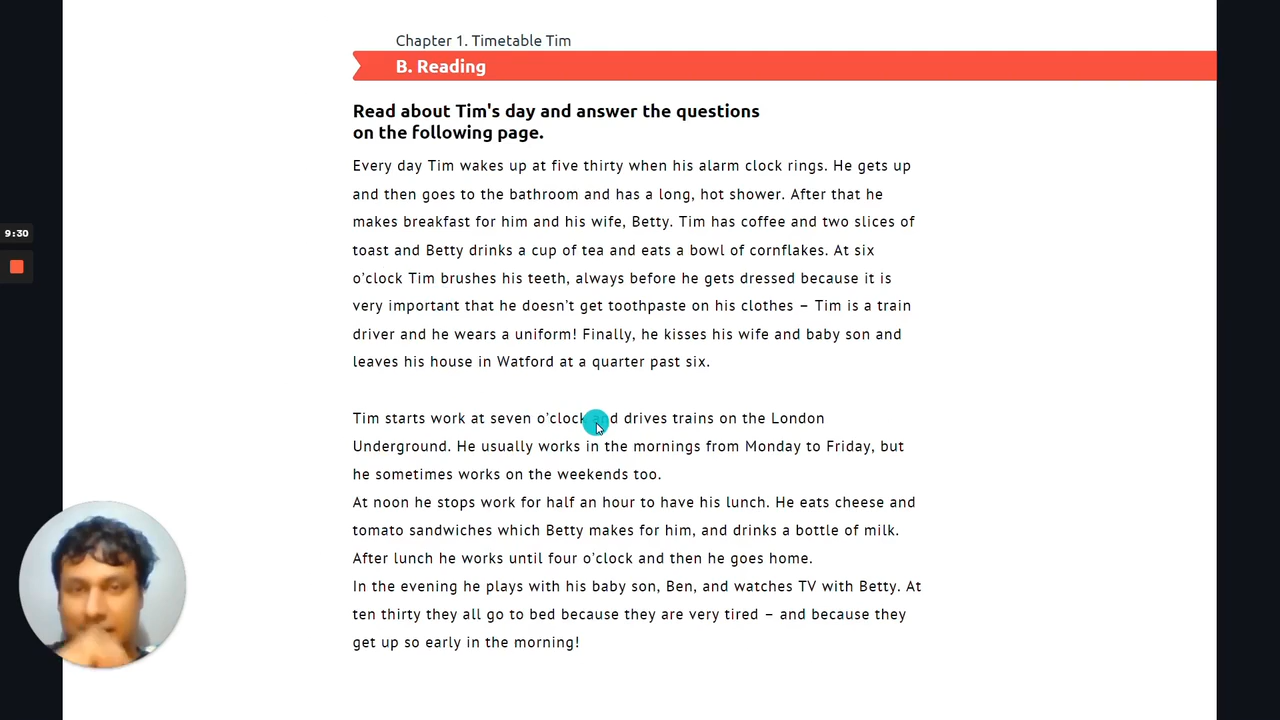 Chapter 1. Timetable Tim
B. Reading
Read about Tim's day and answer the questions
on the following page.
Every day Tim wakes up at five thirty when his alarm clock rings. He gets up
and then goes to the bathroom and has a long, hot shower. After that he
makes breakfast for him and his wife, Betty. Tim has coffee and two slices of
toast and Betty drinks a cup of tea and eats a bowl of cornflakes. At six
o’clock Tim brushes his teeth, always before he gets dressed because it is
very important that he doesn’t get toothpaste on his clothes – Tim is a train
driver and he wears a uniform! Finally, he kisses his wife and baby son and
leaves his house in Watford at a quarter past six.
9:30
Tim starts work at seven o’clock and drives trains on the London
Underground. He usually works in the mornings from Monday to Friday, but
he sometimes works on the weekends too.
At noon he stops work for half an hour to have his lunch. He eats cheese and
tomato sandwiches which Betty makes for him, and drinks a bottle of milk.
After lunch he works until four o’clock and then he goes home.
In the evening he plays with his baby son, Ben, and watches TV with Betty. At
ten thirty they all go to bed because they are very tired – and because they
get up so early in the morning!